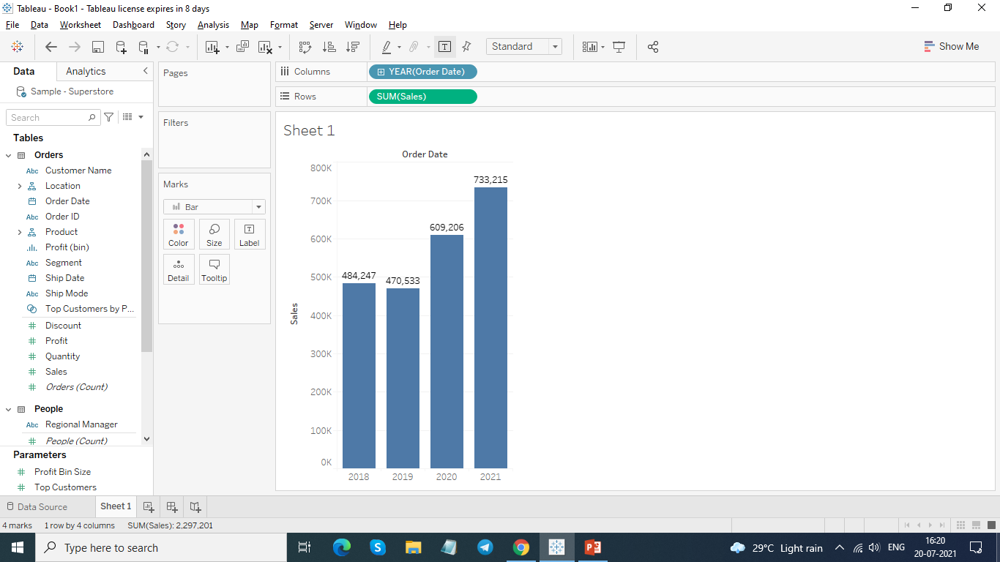 Tableau - Book1 - Tableau license expires in 8 days
File Data Worksheet Dashboard Story Analysis Map Format Server Window Help
Standard
Show Me
Data Analytics
Sample - Superstore
Search
Tables
Orders
Abc Customer Name
Location
Order Date
Abc Order ID
Product
Profit (bin)
Abc Segment
Ship Date
Abc Ship Mode
Top Customers by P...
# Discount
# Profit
# Quantity
# Sales
# Orders (Count)
People
Abc Regional Manager
# People (Count)
Parameters
# Profit Bin Size
# Top Customers
Pages
Filters
Marks
Bar
Color Size Label
Detail Tooltip
Columns YEAR(Order Date)
Rows SUM(Sales)
Sheet 1
Order Date
800K
700K
600K
500K
400K
300K
200K
100K
0K
Sales
484,247
470,533
609,206
733,215
2018 2019 2020 2021
Data Source Sheet 1
4 marks 1 row by 4 columns SUM(Sales): 2,297,201
Type here to search
29°C Light rain
ENG
16:20
20-07-2021